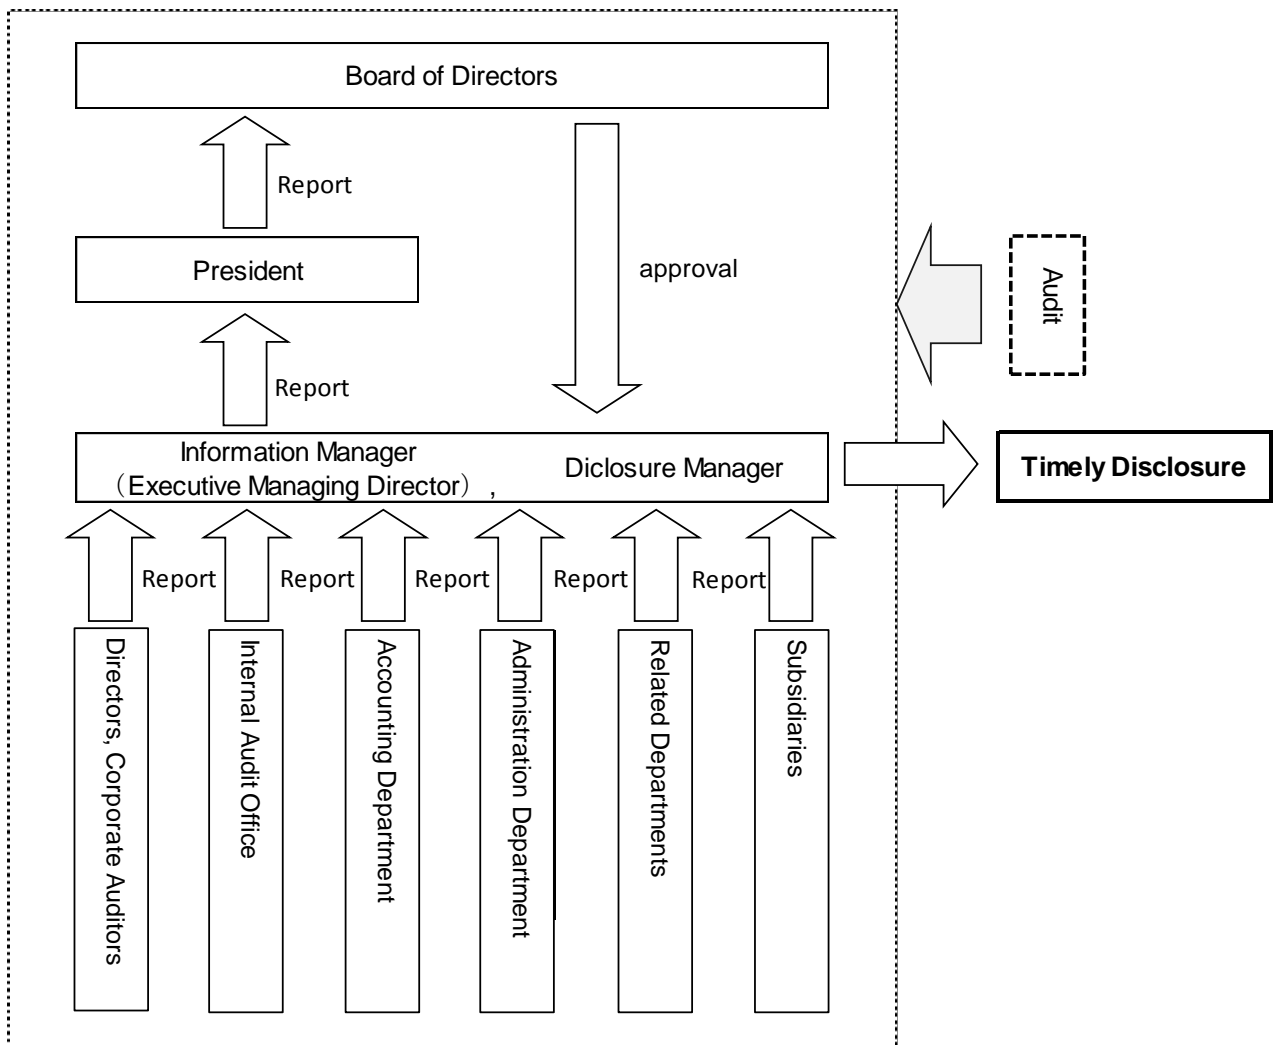 Board of Directors
Report
President
approval
Audit
Report
Information Manager
（Executive Managing Director）,
Diclosure Manager
Timely Disclosure
Report
Report
Report
Report
Report
Directors, Corporate Auditors
Internal Audit Office
Accounting Department
Administration Department
Related Departments
Subsidiaries